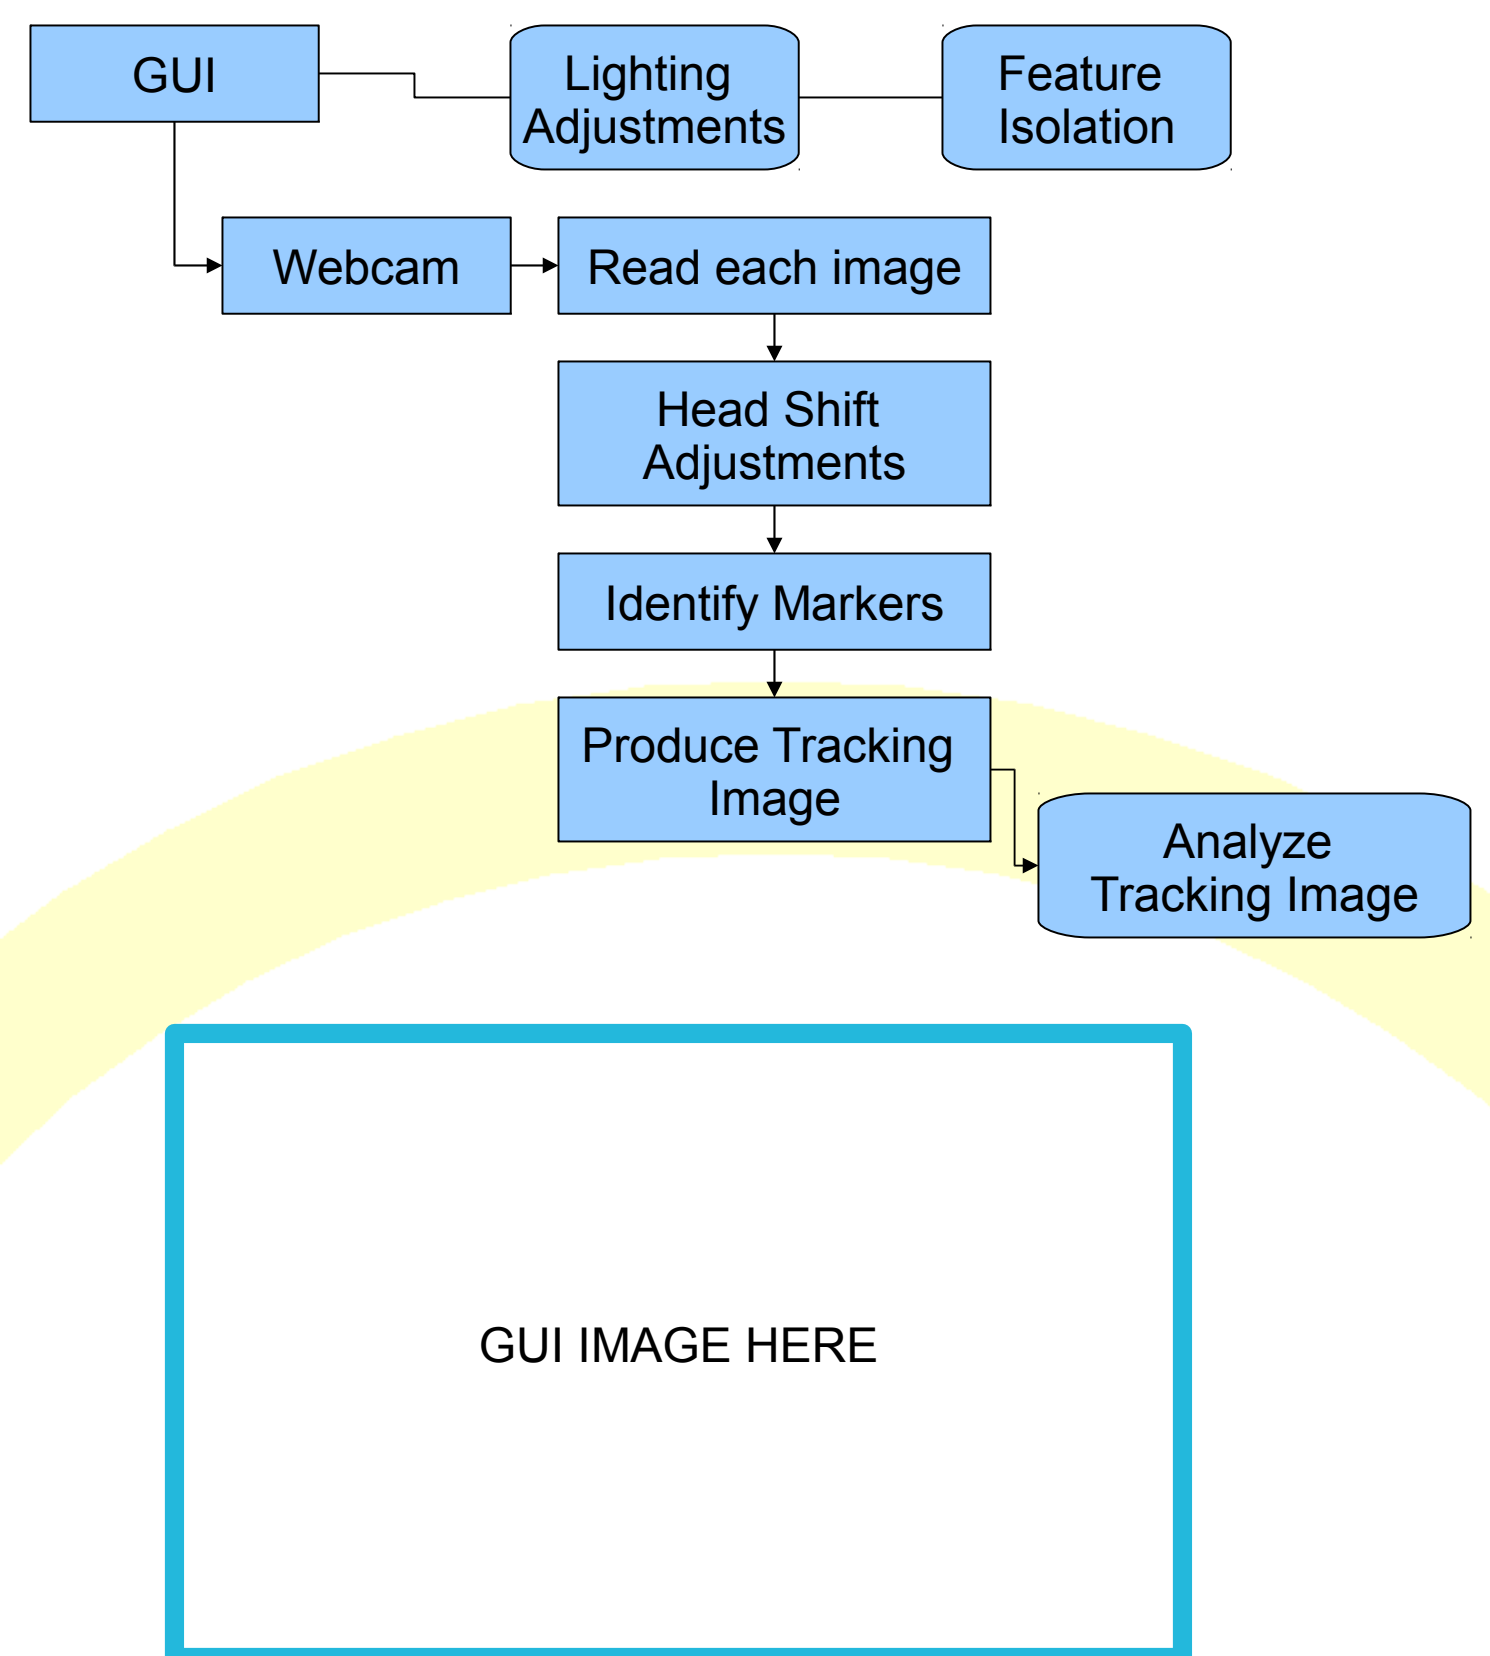 GUI
Lighting
Adjustments
Feature
Isolation
Webcam
Read each image
Head Shift
Adjustments
Identify Markers
Produce Tracking
Image
Analyze
Tracking Image
GUI IMAGE HERE